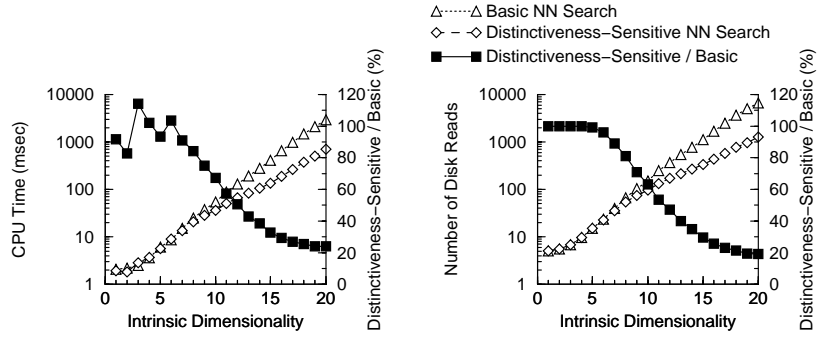 Basic NN Search
Distinctiveness−Sensitive NN Search
Distinctiveness−Sensitive / Basic
CPU Time (msec)
10000
1000
100
10
1
120
100
80
60
40
20
0
Distinctiveness−Sensitive / Basic (%)
0 5 10 15 20
Intrinsic Dimensionality
Number of Disk Reads
10000
1000
100
10
1
120
100
80
60
40
20
0
Distinctiveness−Sensitive / Basic (%)
0 5 10 15 20
Intrinsic Dimensionality